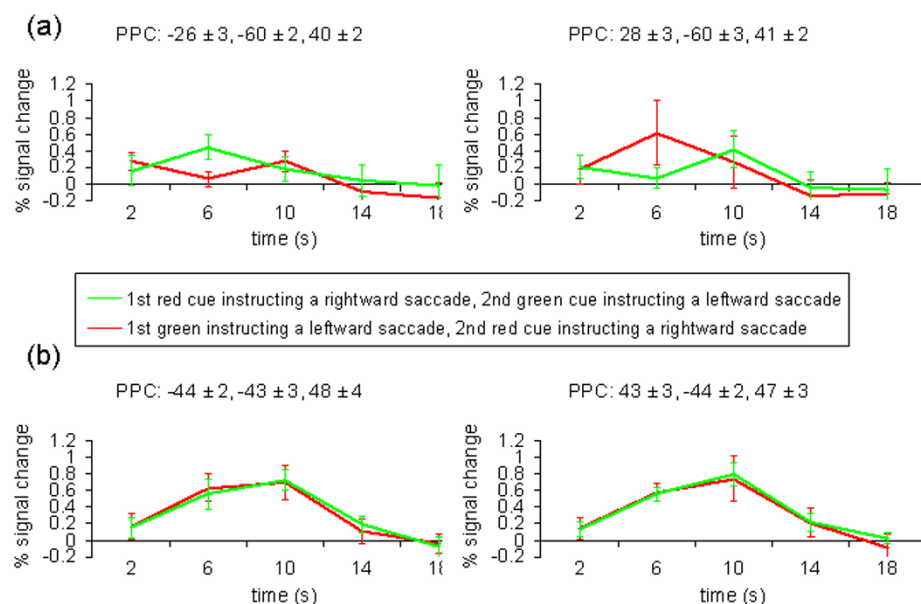 (a)
PPC: -26 ± 3, -60 ± 2, 40 ± 2
PPC: 28 ± 3, -60 ± 3, 41 ± 2
% signal change
1.2
1
0.8
0.6
0.4
0.2
0
-0.2
2 6 10 14 18
time (s)
% signal change
1.2
1
0.8
0.6
0.4
0.2
0
-0.2
2 6 10 14 18
time (s)
1st red cue instructing a rightward saccade, 2nd green cue instructing a leftward saccade
1st green instructing a leftward saccade, 2nd red cue instructing a rightward saccade
(b)
PPC: -44 ± 2, -43 ± 3, 48 ± 4
PPC: 43 ± 3, -44 ± 2, 47 ± 3
% signal change
1.2
1
0.8
0.6
0.4
0.2
0
-0.2
2 6 10 14 18
time (s)
% signal change
1.2
1
0.8
0.6
0.4
0.2
0
-0.2
2 6 10 14 18
time (s)